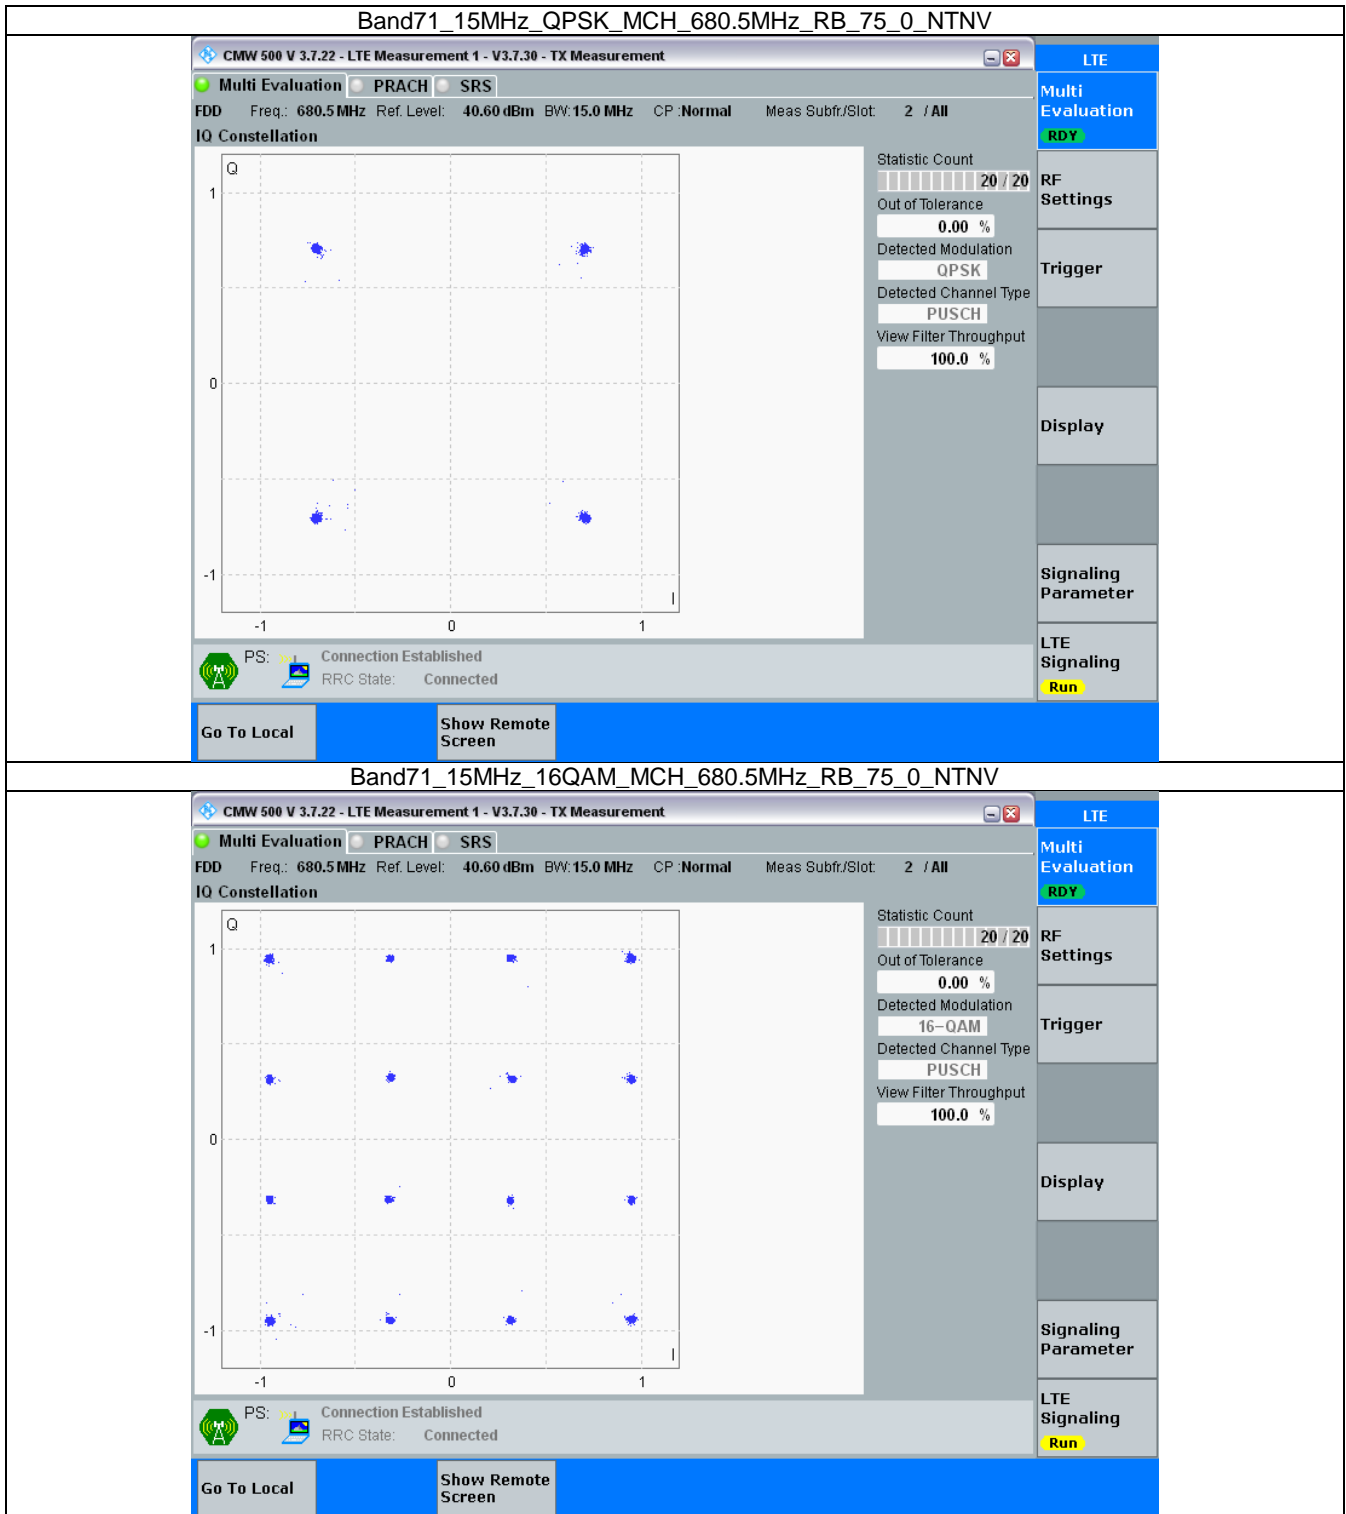 Band71_15MHz_QPSK_MCH_680.5MHz_RB_75_0_NTNV
CMW 500 V 3.7.22 - LTE Measurement 1 - V3.7.30 - TX Measurement
LTE
Multi Evaluation PRACH SRS
Multi
Evaluation
RDY
FDD Freq.: 680.5 MHz Ref. Level: 40.60 dBm BW: 15.0 MHz CP : Normal Meas Subfr./Slot: 2 / All
IQ Constellation
Q
1
0
-1
I
-1 0 1
Statistic Count
20 / 20
Out of Tolerance
0.00 %
Detected Modulation
QPSK
Detected Channel Type
PUSCH
View Filter Throughput
100.0 %
RF
Settings
Trigger
Display
Signaling
Parameter
LTE
Signaling
Run
PS: Connection Established
RRC State: Connected
Go To Local
Show Remote
Screen
Band71_15MHz_16QAM_MCH_680.5MHz_RB_75_0_NTNV
CMW 500 V 3.7.22 - LTE Measurement 1 - V3.7.30 - TX Measurement
LTE
Multi Evaluation PRACH SRS
Multi
Evaluation
RDY
FDD Freq.: 680.5 MHz Ref. Level: 40.60 dBm BW: 15.0 MHz CP : Normal Meas Subfr./Slot: 2 / All
IQ Constellation
Q
1
0
-1
I
-1 0 1
Statistic Count
20 / 20
Out of Tolerance
0.00 %
Detected Modulation
16-QAM
Detected Channel Type
PUSCH
View Filter Throughput
100.0 %
RF
Settings
Trigger
Display
Signaling
Parameter
LTE
Signaling
Run
PS: Connection Established
RRC State: Connected
Go To Local
Show Remote
Screen